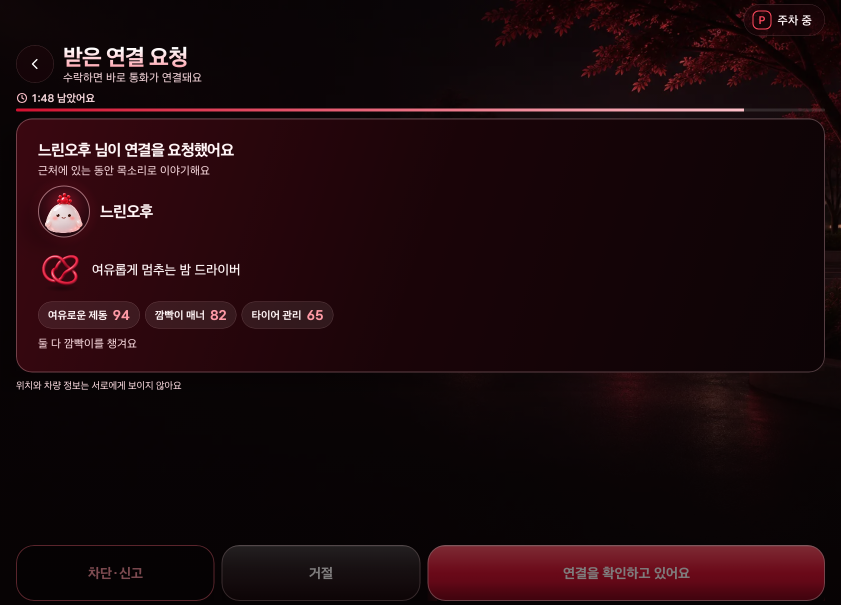 P 주차 중
받은 연결 요청
수락하면 바로 통화가 연결돼요
1:48 남았어요
느린오후 님이 연결을 요청했어요
근처에 있는 동안 목소리로 이야기해요
느린오후
여유롭게 멈추는 밤 드라이버
여유로운 제동 94 깜빡이 매너 82 타이어 관리 65
둘 다 깜빡이를 챙겨요
위치와 차량 정보는 서로에게 보이지 않아요
차단·신고 거절 연결을 확인하고 있어요